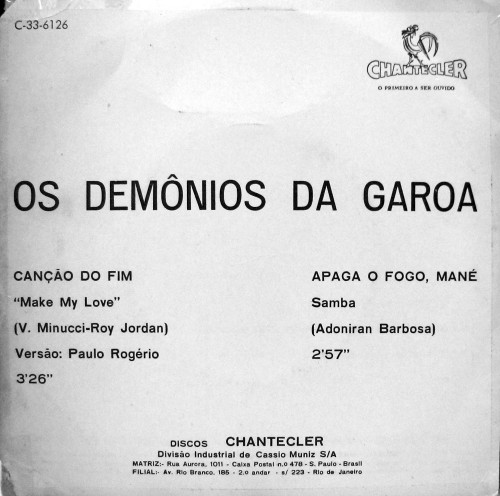 C-33-6126
CHANTECLER
O PRIMEIRO A SER OUVIDO
OS DEMÔNIOS DA GAROA
CANÇÃO DO FIM
“Make My Love”
(V. Minucci-Roy Jordan)
Versão: Paulo Rogério
3'26”
APAGA O FOGO, MANÉ
Samba
(Adoniran Barbosa)
2'57”
DISCOS CHANTECLER
Divisão Industrial de Cassio Muniz S/A
MATRIZ:- Rua Aurora, 1011 - Caixa Postal n.o 478 - S. Paulo - Brasil
FILIAL:- Av. Rio Branco, 185 - 2.o andar - s/ 223 - Rio de Janeiro